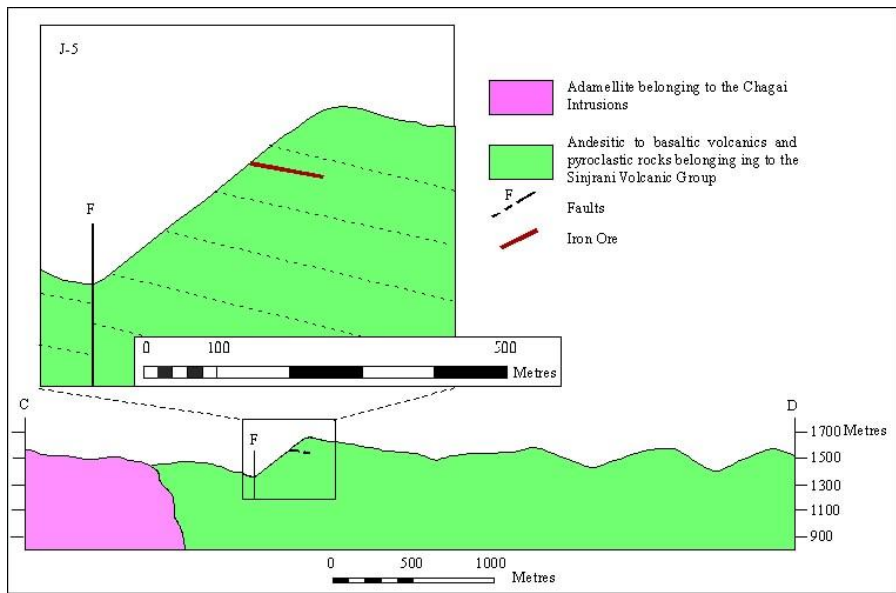 J-5
F
0 100 500
Metres
Adamellite belonging to the Chagai
Intrusions
Andesitic to basaltic volcanics and
pyroclastic rocks belonging ing to the
Sinjrani Volcanic Group
F
Faults
Iron Ore
C
D
F
1700 Metres
1500
1300
1100
900
0 500 1000
Metres